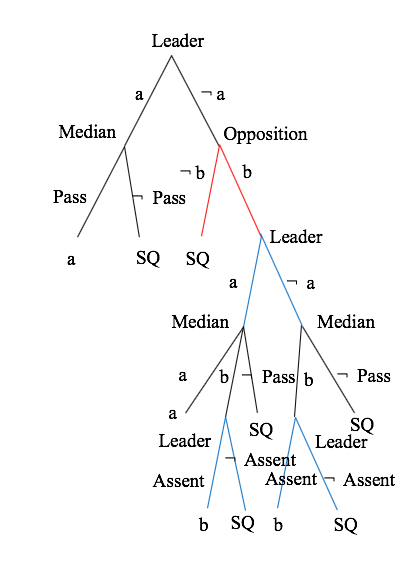 Leader
a ¬ a
Median Opposition
Pass ¬ Pass ¬ b b
a SQ SQ Leader
a ¬ a
Median Median
a b ¬ Pass b ¬ Pass
a SQ SQ
Leader Leader
¬ Assent
Assent Assent ¬ Assent
b SQ b SQ